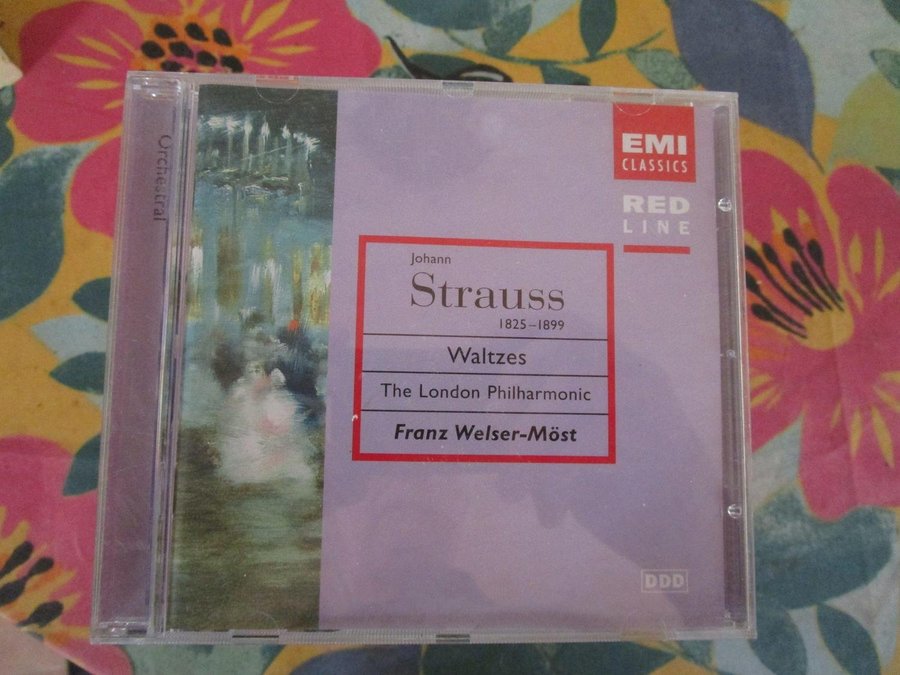 Orchestral
EMI
CLASSICS
RED
LINE
Johann
Strauss
1825–1899
Waltzes
The London Philharmonic
Franz Welser-Möst
DDD